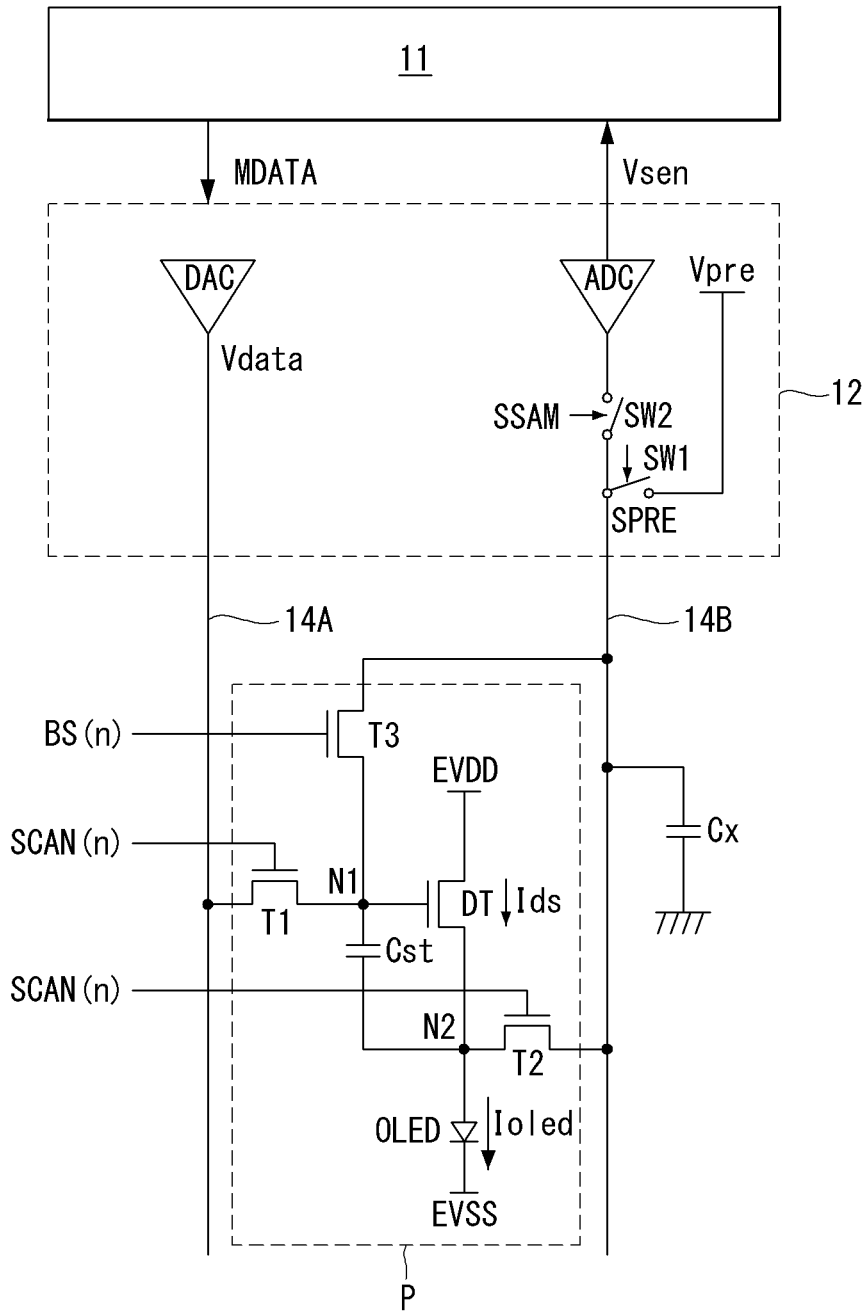 11
MDATA
Vsen
DAC
ADC
Vpre
Vdata
12
SSAM
SW2
SW1
SPRE
14A
14B
BS(n)
T3
EVDD
SCAN(n)
Cx
N1
DT
Ids
T1
Cst
SCAN(n)
N2
T2
OLED
Ioled
EVSS
P